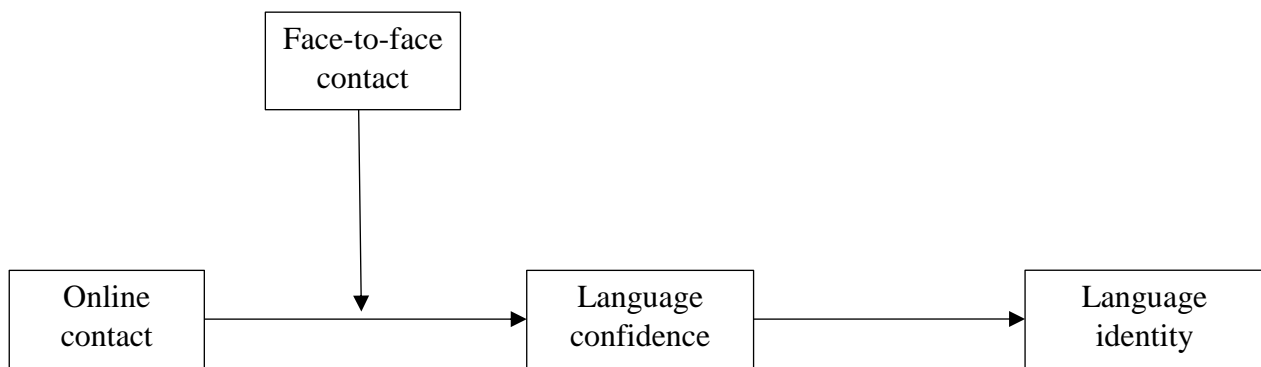 Face-to-face
contact
Online
contact
Language
confidence
Language
identity